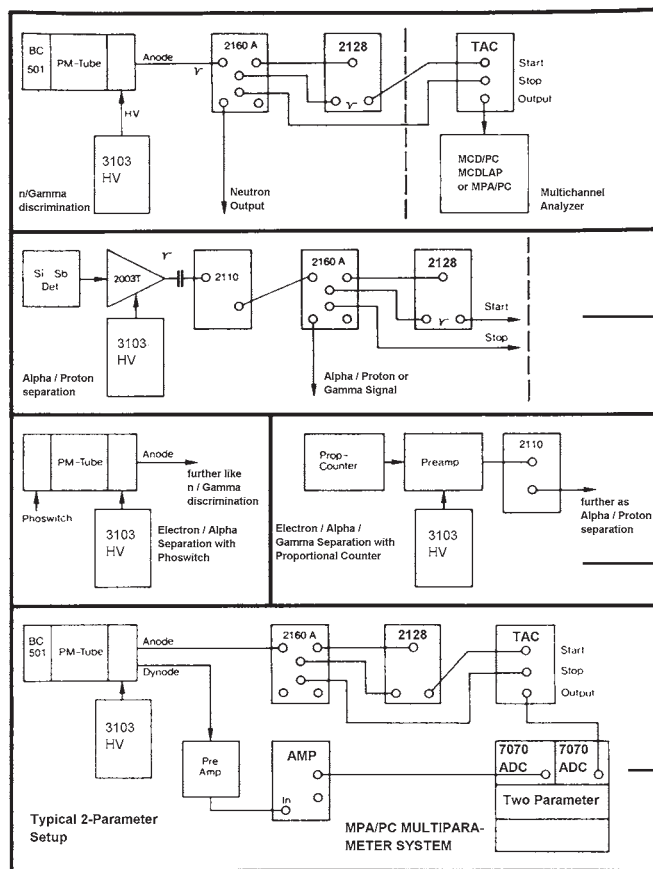 BC
501
PM-Tube
Anode
2160 A
2128
TAC
Start
Stop
Output
HV
3103
HV
n/Gamma
discrimination
Neutron
Output
MCD/PC
MCDLAP
or MPA/PC
Multichannel
Analyzer
Si Sb
Det
2003T
2110
2160 A
2128
Start
Stop
3103
HV
Alpha / Proton
separation
Alpha / Proton or
Gamma Signal
PM-Tube
Anode
further like
n / Gamma
discrimination
Phoswitch
3103
HV
Electron / Alpha
Separation with
Phoswitch
Prop-
Counter
Preamp
2110
Electron / Alpha /
Gamma Separation with
Proportional Counter
3103
HV
further as
Alpha / Proton
separation
BC
501
PM-Tube
Anode
Dynode
2160 A
2128
TAC
Start
Stop
Output
3103
HV
Pre
Amp
AMP
In
7070
ADC
7070
ADC
Two Parameter
Typical 2-Parameter
Setup
MPA/PC MULTIPARA-
METER SYSTEM